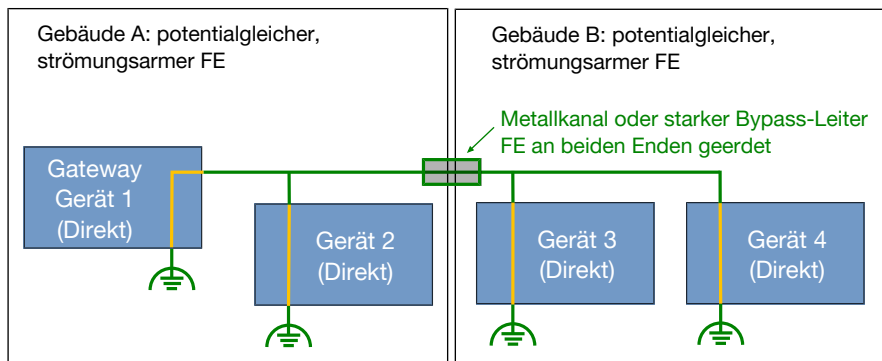 Gebäude A: potentialgleicher,
strömungsarmer FE
Gebäude B: potentialgleicher,
strömungsarmer FE
Metallkanal oder starker Bypass-Leiter
FE an beiden Enden geerdet
Gateway
Gerät 1
(Direkt)
Gerät 2
(Direkt)
Gerät 3
(Direkt)
Gerät 4
(Direkt)